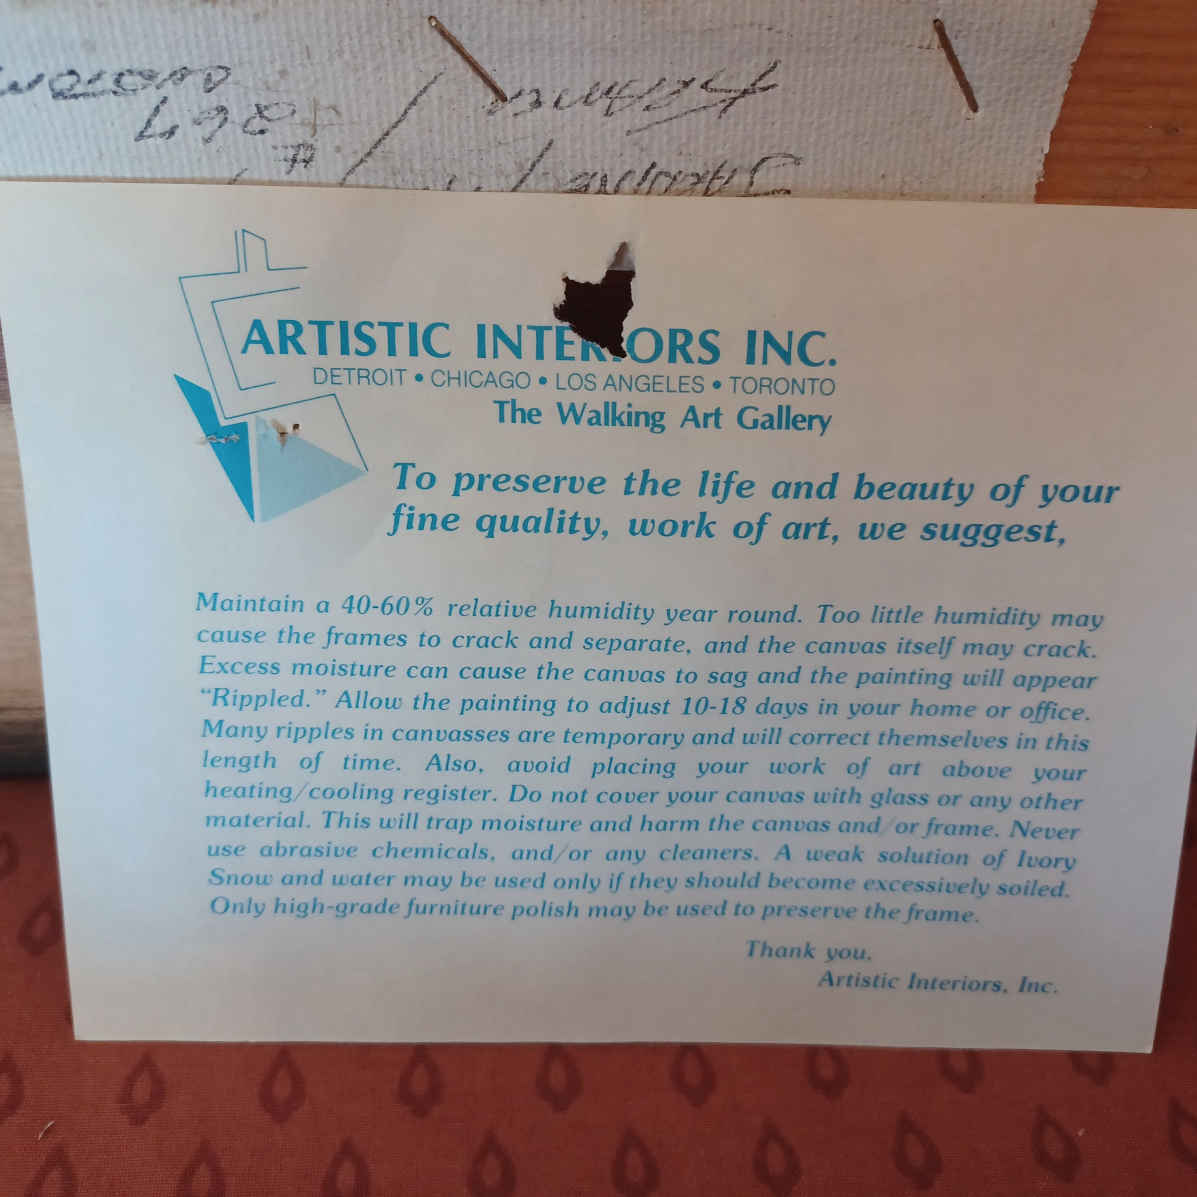 # 867
ARTISTIC INTERIORS INC.
DETROIT • CHICAGO • LOS ANGELES • TORONTO
The Walking Art Gallery
To preserve the life and beauty of your
fine quality, work of art, we suggest,
Maintain a 40-60% relative humidity year round. Too little humidity may
cause the frames to crack and separate, and the canvas itself may crack.
Excess moisture can cause the canvas to sag and the painting will appear
“Rippled.” Allow the painting to adjust 10-18 days in your home or office.
Many ripples in canvasses are temporary and will correct themselves in this
length of time. Also, avoid placing your work of art above your
heating/cooling register. Do not cover your canvas with glass or any other
material. This will trap moisture and harm the canvas and/or frame. Never
use abrasive chemicals, and/or any cleaners. A weak solution of Ivory
Snow and water may be used only if they should become excessively soiled.
Only high-grade furniture polish may be used to preserve the frame.
Thank you,
Artistic Interiors, Inc.